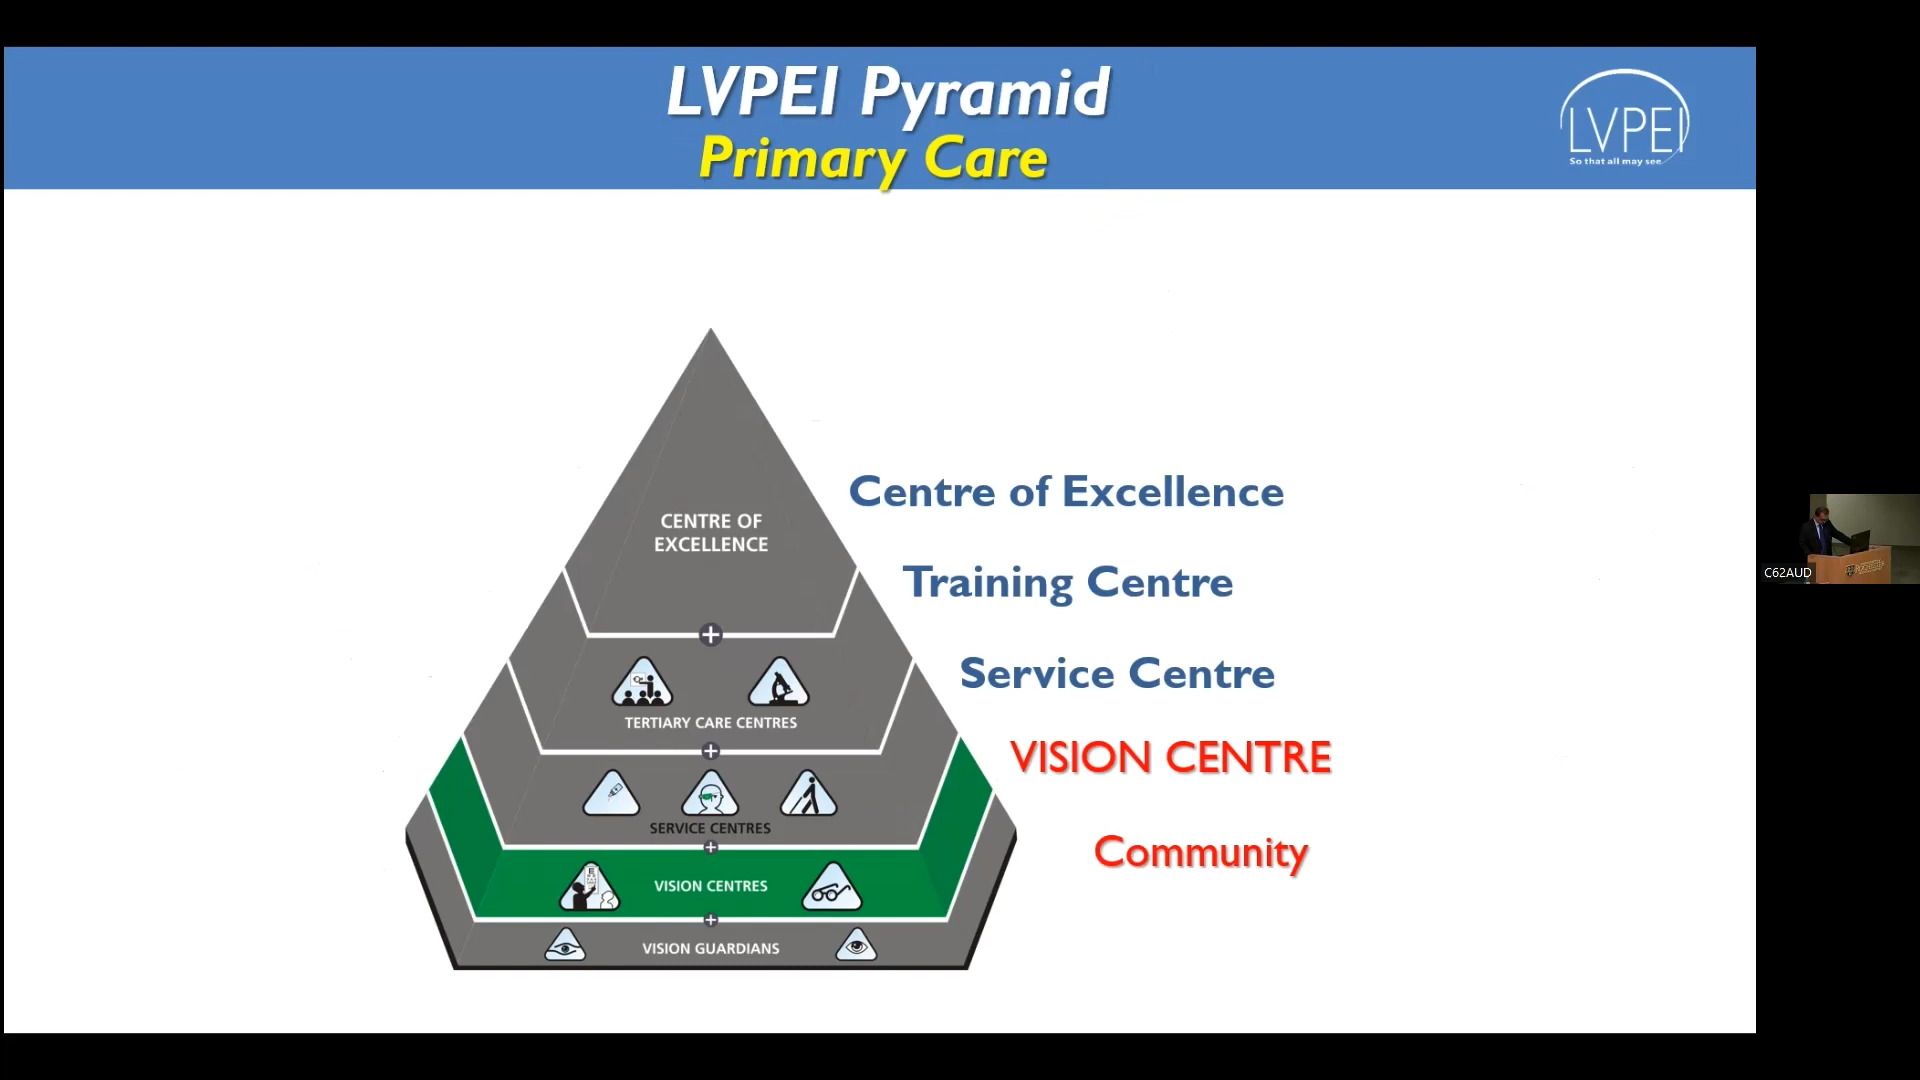 LVPEI Pyramid
Primary Care
LVPEI
So that all may see
CENTRE OF
EXCELLENCE
Centre of Excellence
Training Centre
TERTIARY CARE CENTRES
Service Centre
SERVICE CENTRES
VISION CENTRE
VISION CENTRES
Community
VISION GUARDIANS
C62AUD